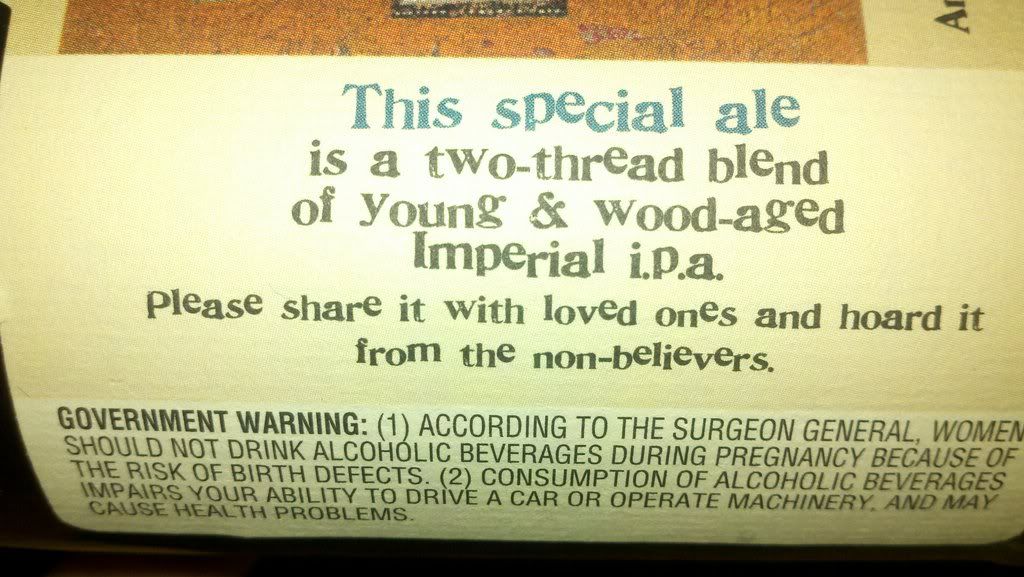 This special ale
is a two-thread blend
of young & wood-aged
Imperial i.p.a.
Please share it with loved ones and hoard it
from the non-believers.
GOVERNMENT WARNING: (1) ACCORDING TO THE SURGEON GENERAL, WOMEN
SHOULD NOT DRINK ALCOHOLIC BEVERAGES DURING PREGNANCY BECAUSE OF
THE RISK OF BIRTH DEFECTS. (2) CONSUMPTION OF ALCOHOLIC BEVERAGES
IMPAIRS YOUR ABILITY TO DRIVE A CAR OR OPERATE MACHINERY, AND MAY
CAUSE HEALTH PROBLEMS.